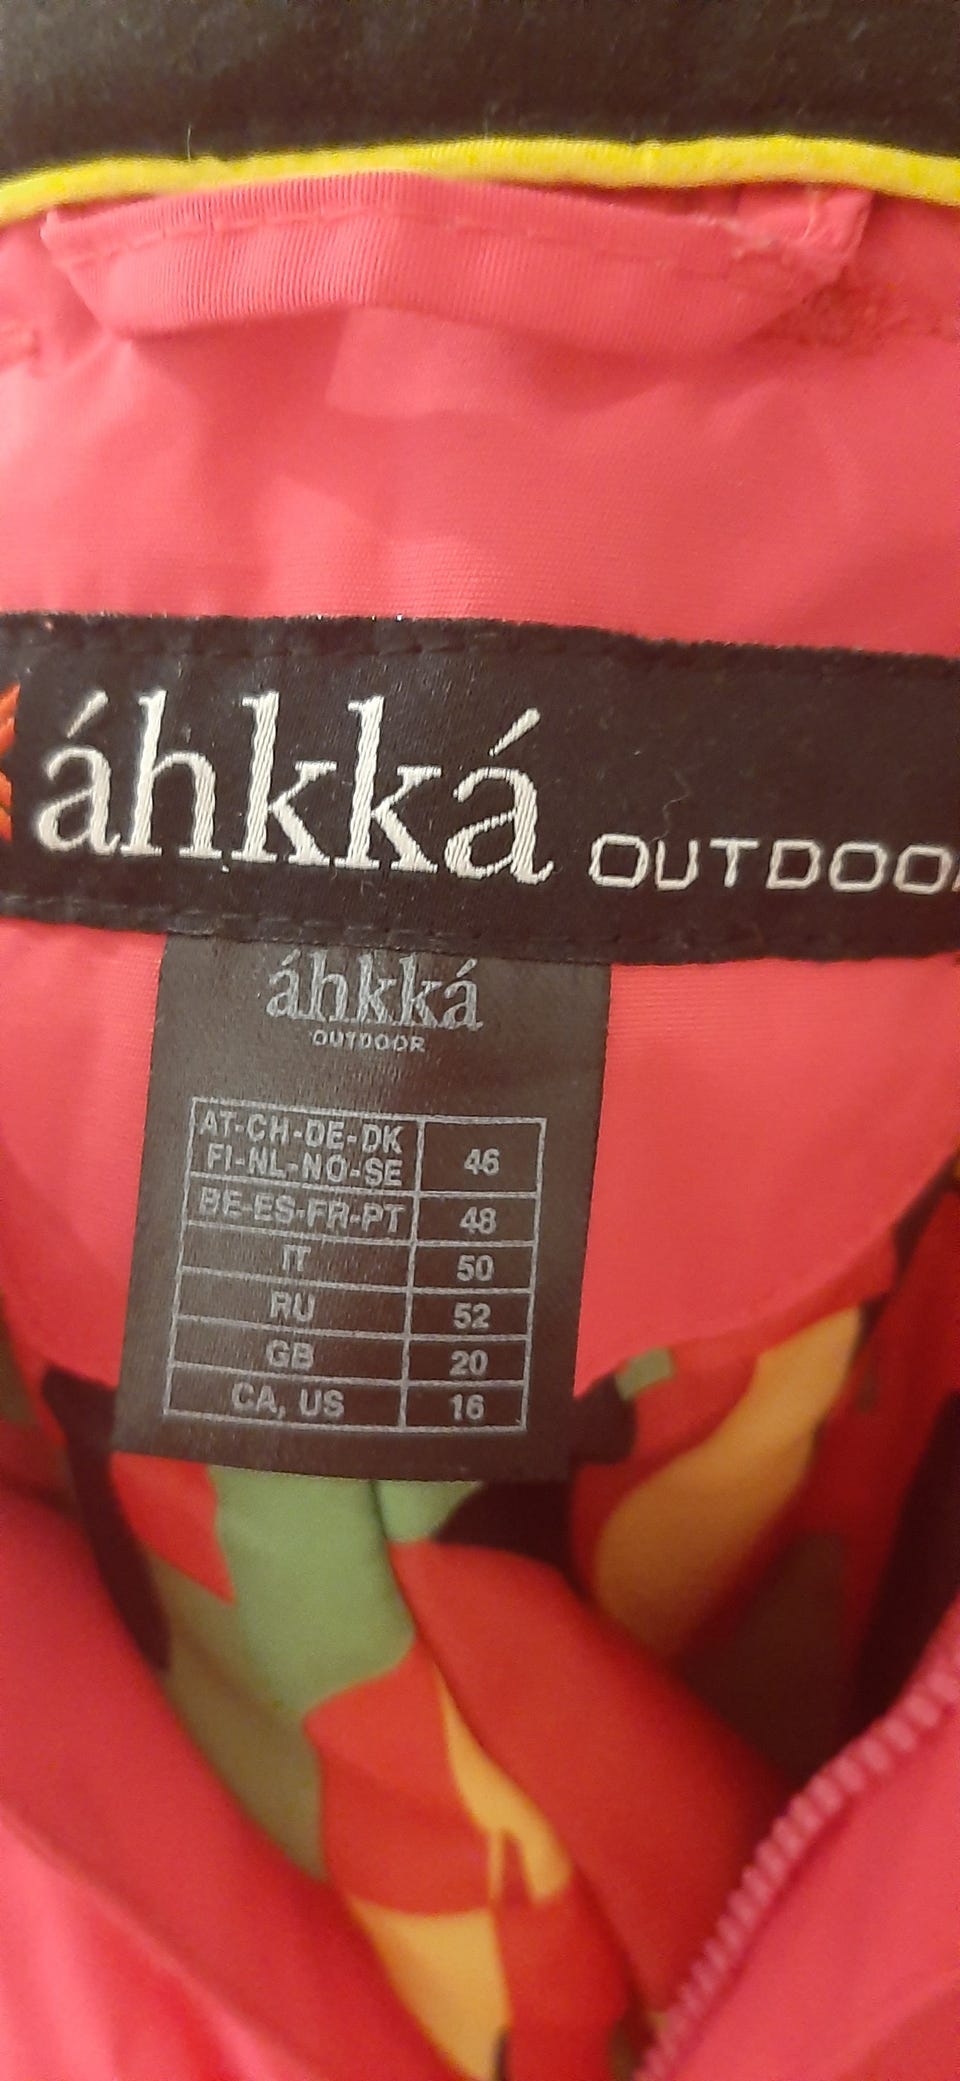 áhkká OUTDOO
áhkká
OUTDOOR
AT-CH-DE-DK
FI-NL-NO-SE 46
BE-ES-FR-PT 48
IT 50
RU 52
GB 20
CA, US 16